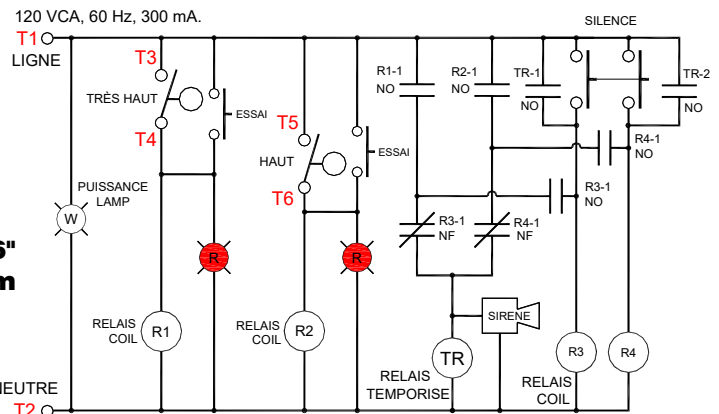 120 VCA, 60 Hz, 300 mA.
T1
LIGNE
SILENCE
T3
TRÈS HAUT
T4
ESSAI
T5
HAUT
T6
ESSAI
R1-1
NO
R2-1
NO
TR-1
NO
TR-2
NO
R4-1
NO
R3-1
NO
R3-1
NF
R4-1
NF
PUISSANCE
LAMP
W
R
R
6"
m
RELAIS
COIL
R1
RELAIS
COIL
R2
SIRENE
TR
RELAIS
TEMPORISE
R3
R4
RELAIS
COIL
NEUTRE
T2